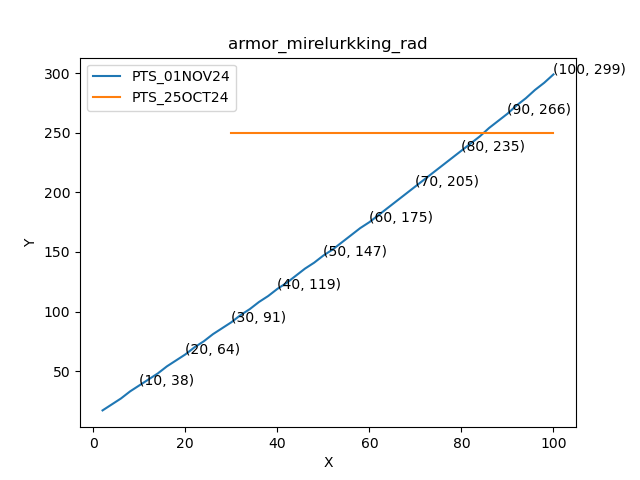 armor_mirelurkking_rad
PTS_01NOV24
PTS_25OCT24
300
250
200
150
100
50
Y
(100, 299)
(90, 266)
(80, 235)
(70, 205)
(60, 175)
(50, 147)
(40, 119)
(30, 91)
(20, 64)
(10, 38)
0 20 40 60 80 100
X